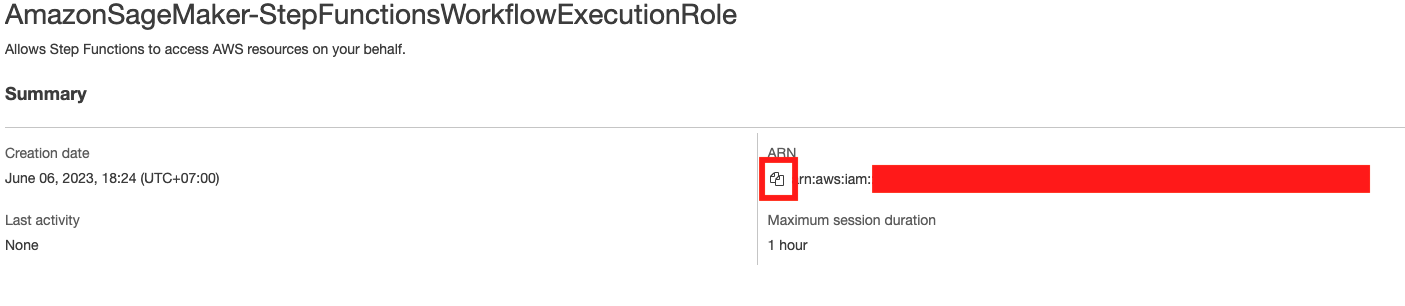 AmazonSageMaker-StepFunctionsWorkflowExecutionRole
Allows Step Functions to access AWS resources on your behalf.
Summary
Creation date
June 06, 2023, 18:24 (UTC+07:00)
ARN
rn:aws:iam:
Last activity
None
Maximum session duration
1 hour